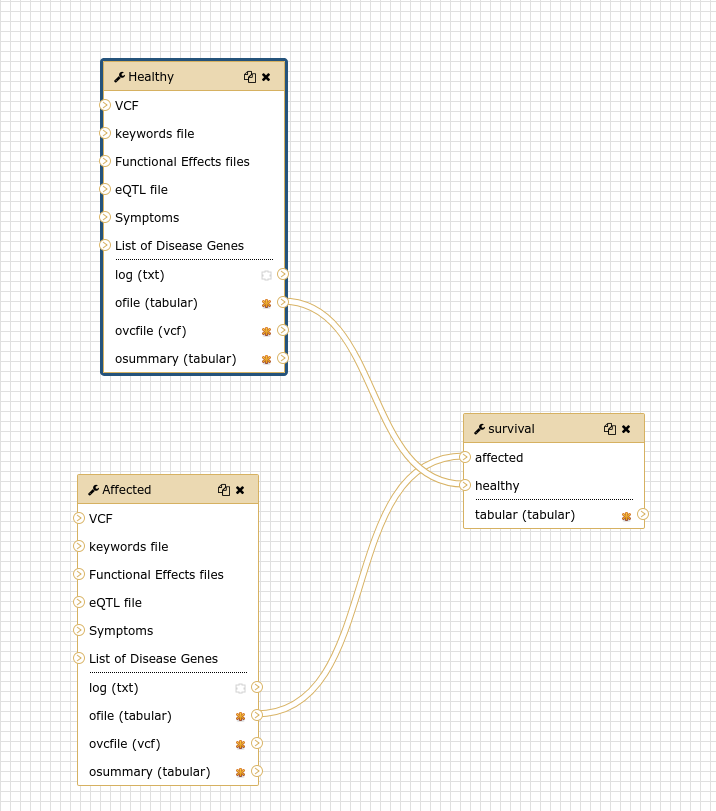 Healthy
VCF
keywords file
Functional Effects files
eQTL file
Symptoms
List of Disease Genes
log (txt)
ofile (tabular)
ovcfile (vcf)
osummary (tabular)
survival
affected
healthy
tabular (tabular)
Affected
VCF
keywords file
Functional Effects files
eQTL file
Symptoms
List of Disease Genes
log (txt)
ofile (tabular)
ovcfile (vcf)
osummary (tabular)